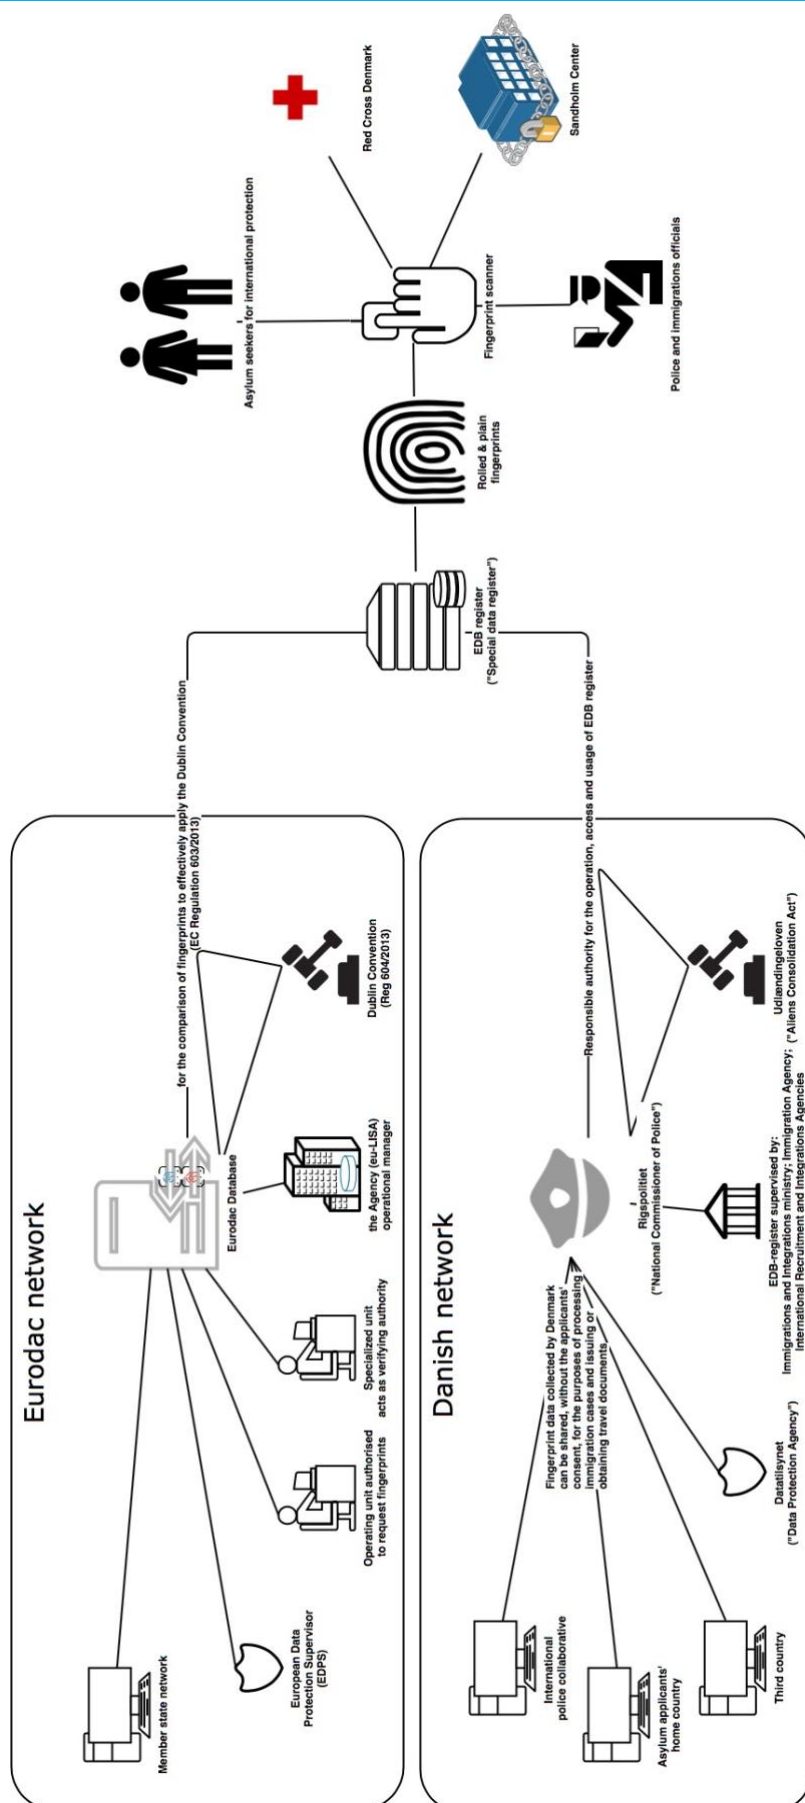 Eurodac network
Member state network
European Data
Protection Supervisor
(EDPS)
Operating unit authorised
to request fingerprints
Specialized unit
acts as verifying authority
Eurodac Database
the Agency (eu-LISA)
operational manager
Dublin Convention
(Reg 604/2013)
for the comparison of fingerprints to effectively apply the Dublin Convention
(EC Regulation 603/2013)
Danish network
International
police collaborative
Asylum applicants'
home country
Third country
Fingerprint data collected by Denmark
can be shared, without the applicants'
consent, for the purposes of processing
immigration cases and issuing or
obtaining travel documents
Datatilsynet
("Data Protection Agency")
Rigspolitiet
("National Commissioner of Police")
EDB-register supervised by:
Immigrations and Integrations ministry; Immigration Agency;
International Recruitment and Integrations Agencies
Udlændingeloven
("Aliens Consolidation Act")
Responsible authority for the operation, access and usage of EDB register
EDB register
("Special data register")
Rolled & plain
fingerprints
Fingerprint scanner
Asylum seekers for international protection
Police and immigrations officials
Red Cross Denmark
Sandholm Center